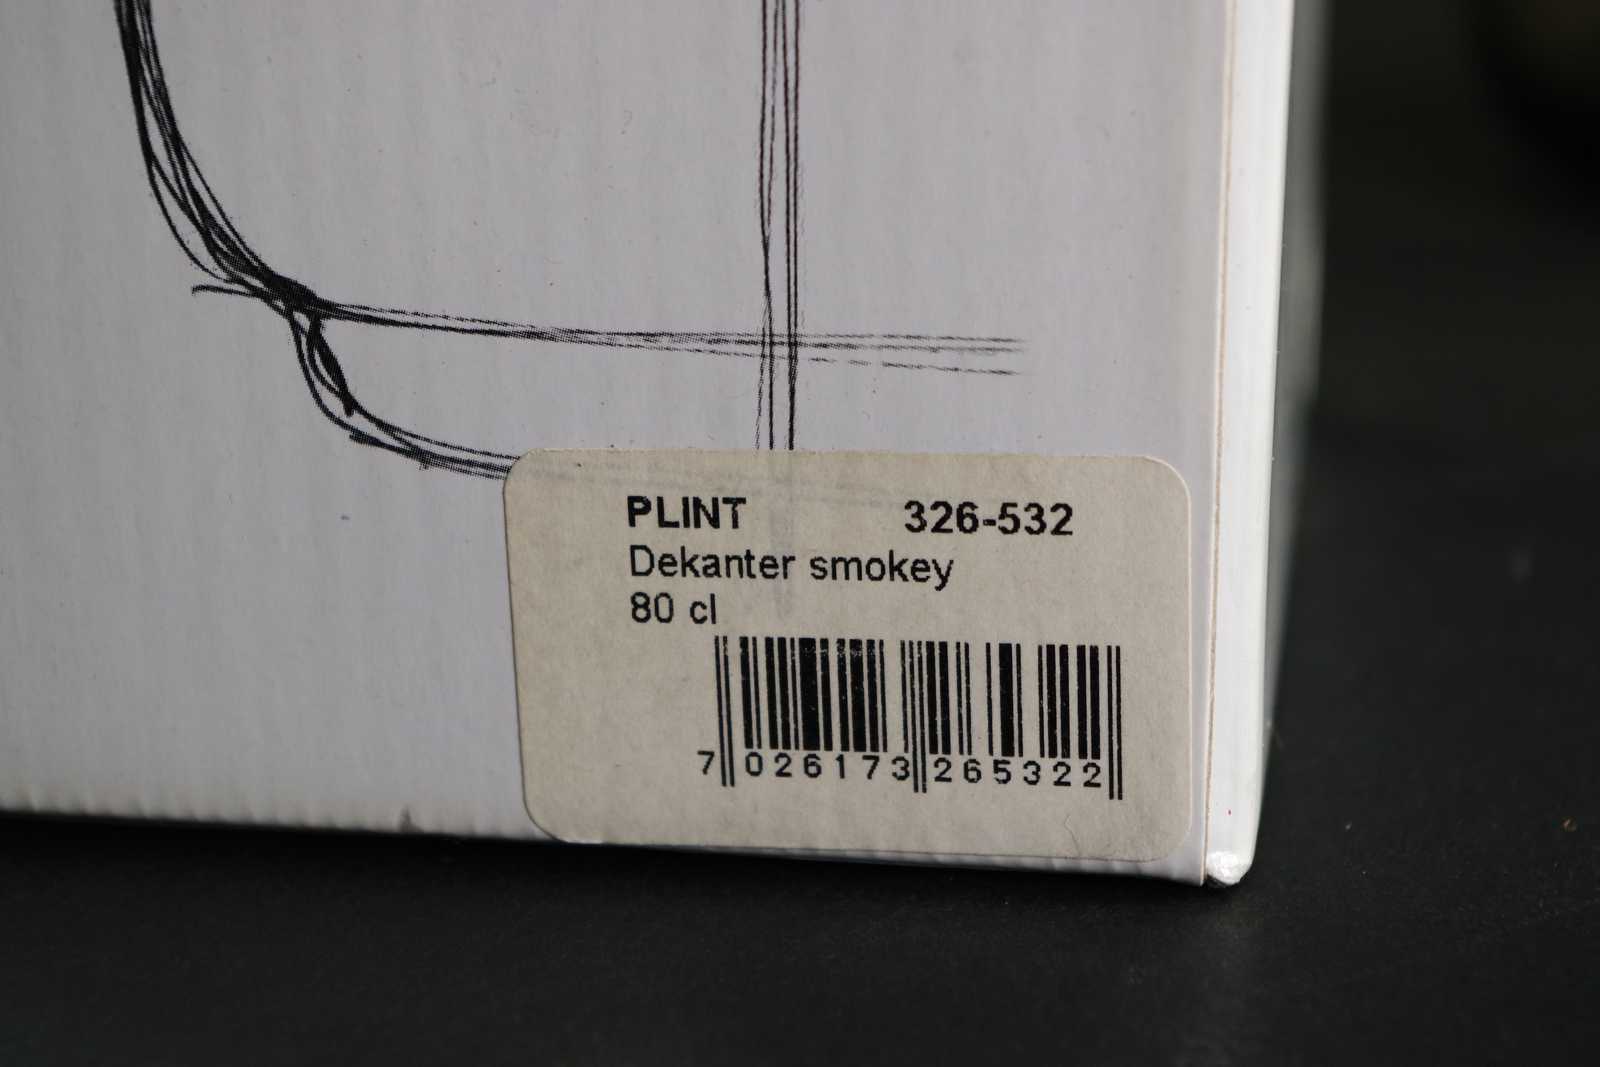 PLINT 326-532
Dekanter smokey
80 cl
7 026173 265322